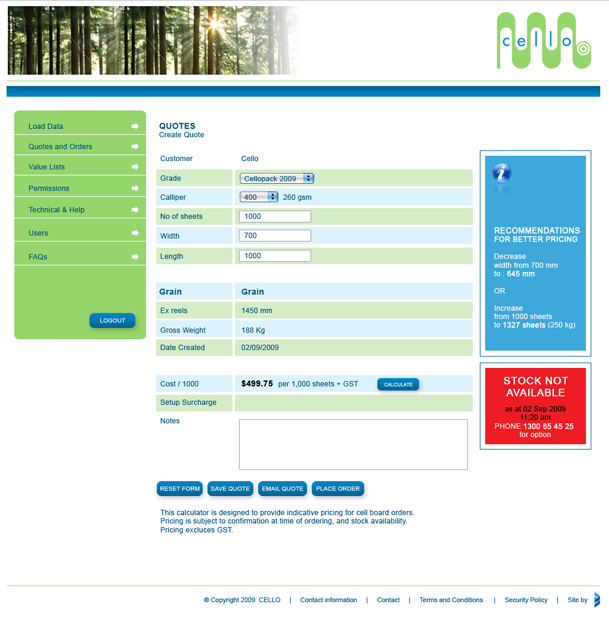 cello
Load Data
Quotes and Orders
Value Lists
Permissions
Technical & Help
Users
FAQs
LOGOUT
QUOTES
Create Quote
Customer Cello
Grade Cellopack 2009
Calliper 400 260 gsm
No of sheets 1000
Width 700
Length 1000
Grain Grain
Ex reels 1450 mm
Gross Weight 188 Kg
Date Created 02/09/2009
Cost / 1000 $499.75 per 1,000 sheets + GST CALCULATE
Setup Surcharge
Notes
RESET FORM SAVE QUOTE EMAIL QUOTE PLACE ORDER
This calculator is designed to provide indicative pricing for cell board orders.
Pricing is subject to confirmation at time of ordering, and stock availability.
Pricing excludes GST.
i
RECOMMENDATIONS
FOR BETTER PRICING
Decrease
width from 700 mm
to : 645 mm
OR
Increase
from 1000 sheets
to 1327 sheets (250 kg)
STOCK NOT
AVAILABLE
as at 02 Sep 2009
11:20 am
PHONE 1300 65 45 25
for option
© Copyright 2009 CELLO | Contact information | Contact | Terms and Conditions | Security Policy | Site by